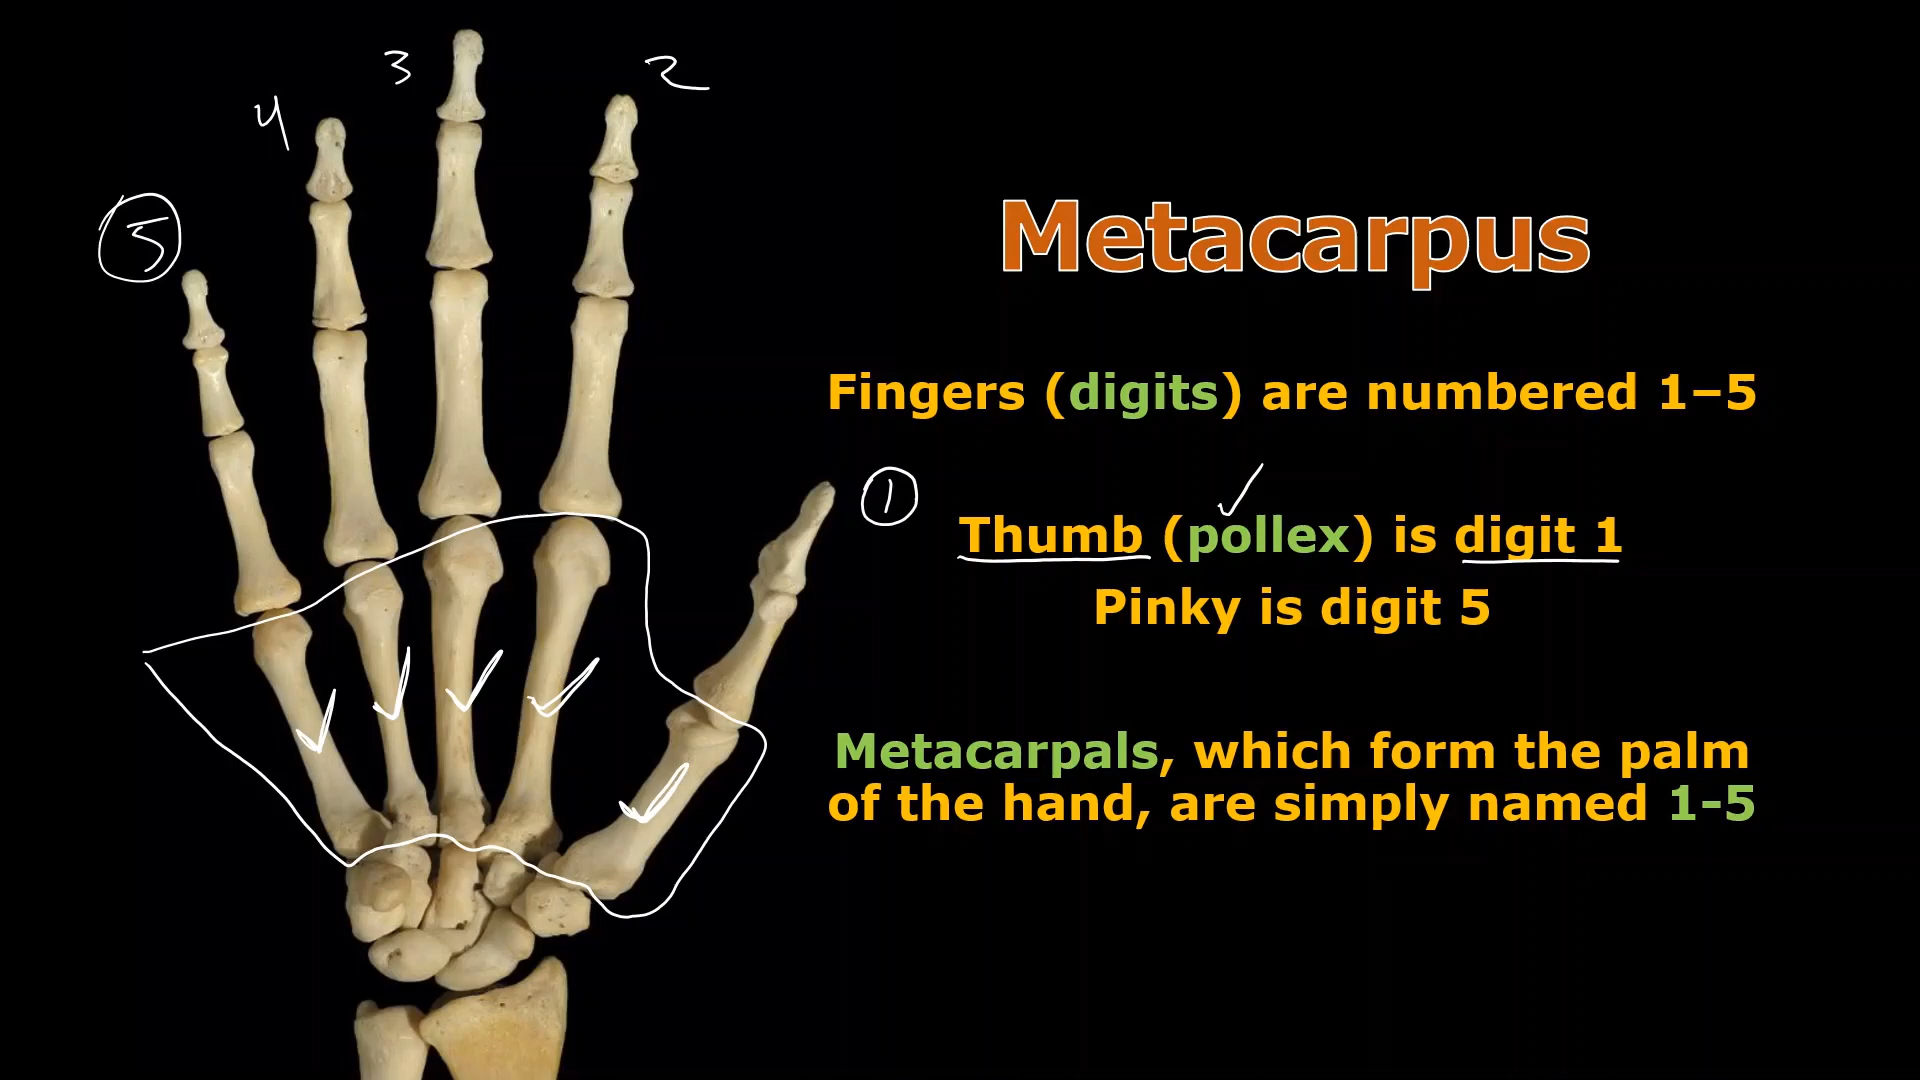 3
2
4
5
Metacarpus
Fingers (digits) are numbered 1–5
1
Thumb (pollex) is digit 1
Pinky is digit 5
Metacarpals, which form the palm
of the hand, are simply named 1-5